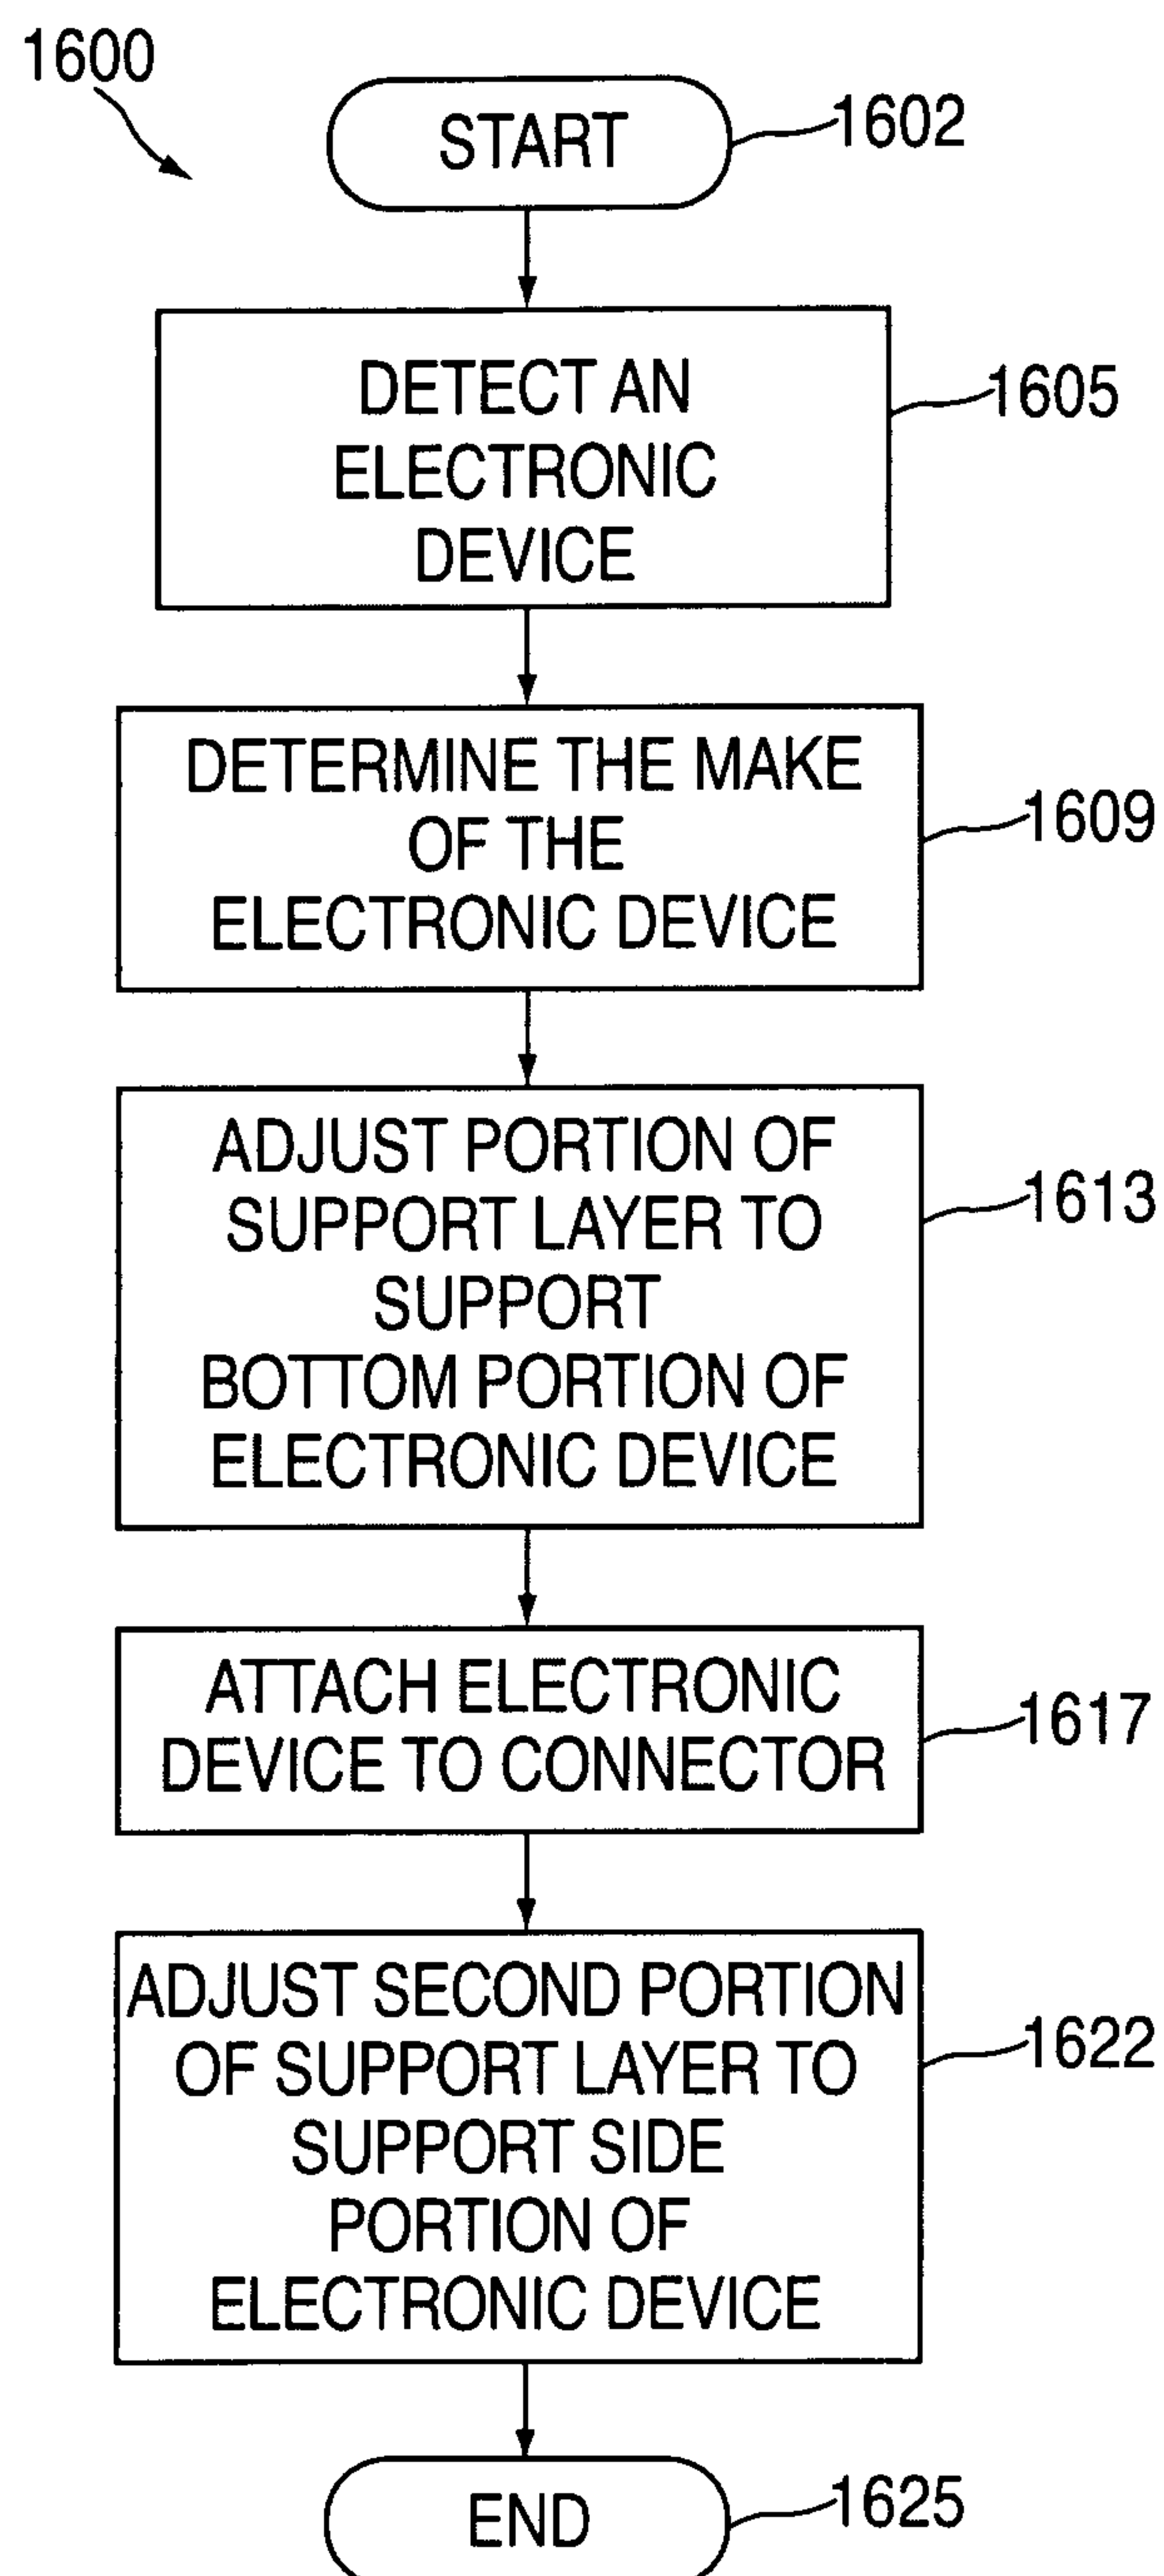 1600
START
1602
DETECT AN
ELECTRONIC
DEVICE
1605
DETERMINE THE MAKE
OF THE
ELECTRONIC DEVICE
1609
ADJUST PORTION OF
SUPPORT LAYER TO
SUPPORT
BOTTOM PORTION OF
ELECTRONIC DEVICE
1613
ATTACH ELECTRONIC
DEVICE TO CONNECTOR
1617
ADJUST SECOND PORTION
OF SUPPORT LAYER TO
SUPPORT SIDE
PORTION OF
ELECTRONIC DEVICE
1622
END
1625